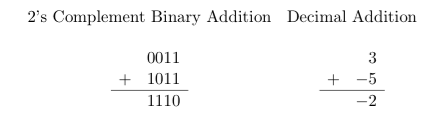 2's Complement Binary Addition Decimal Addition
0011 3
+ 1011 + −5
1110 −2